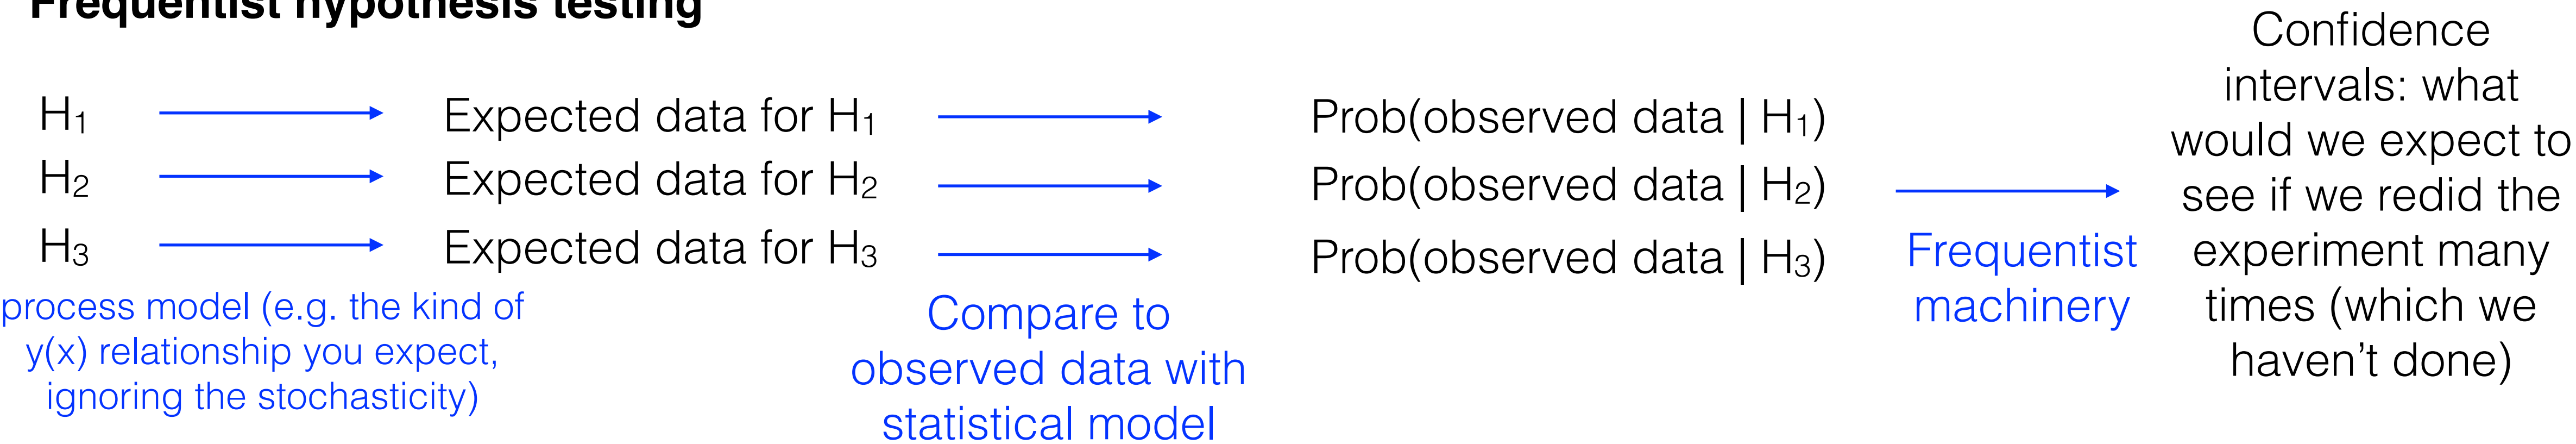 Frequentist hypothesis testing
H₁ Expected data for H₁ Prob(observed data | H₁)
H₂ Expected data for H₂ Prob(observed data | H₂)
H₃ Expected data for H₃ Prob(observed data | H₃)
process model (e.g. the kind of
y(x) relationship you expect,
ignoring the stochasticity)
Compare to
observed data with
statistical model
Frequentist
machinery
Confidence
intervals: what
would we expect to
see if we redid the
experiment many
times (which we
haven’t done)